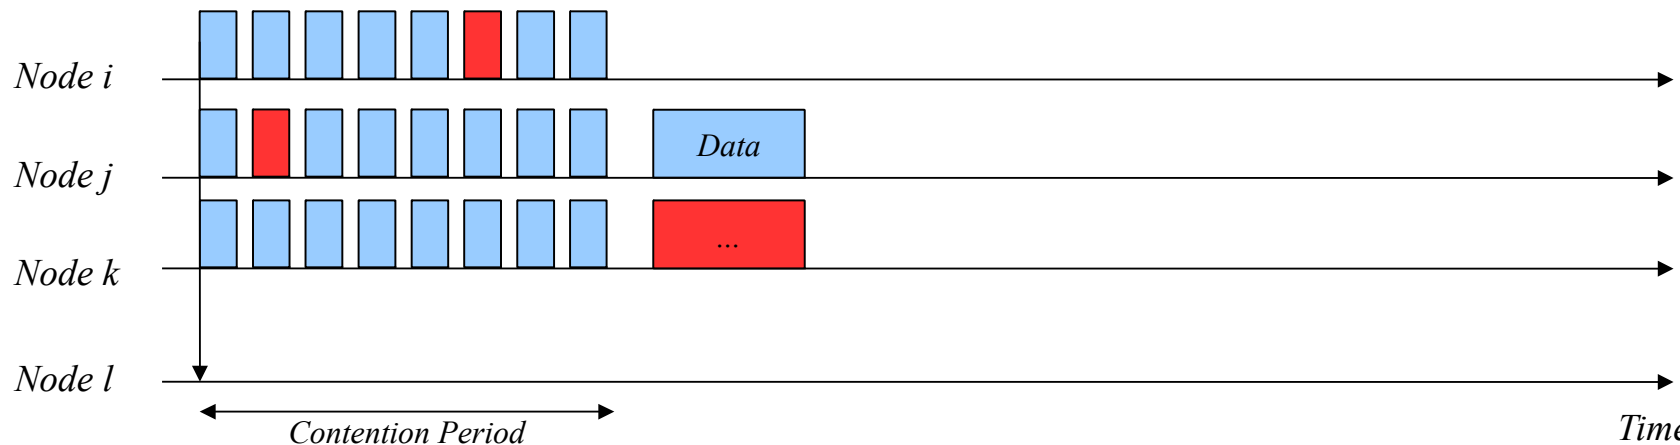 Node i
Node j
Data
Node k
...
Node l
Contention Period
Time